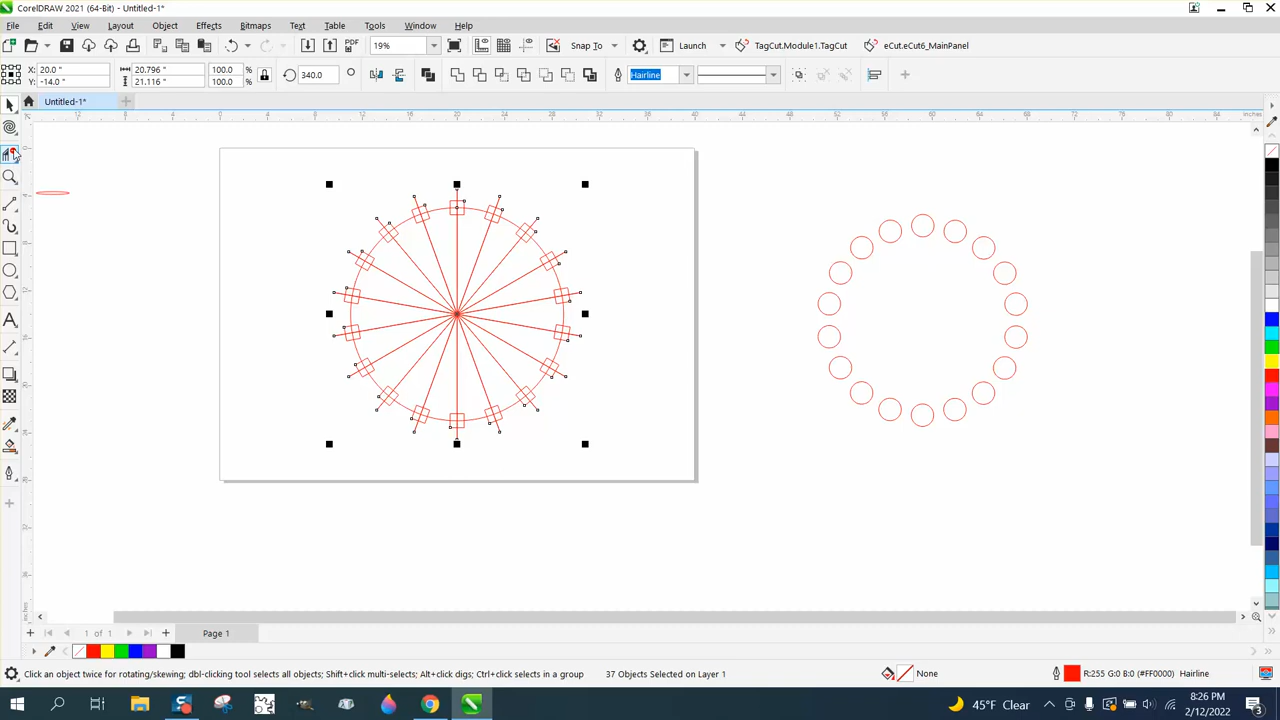 CorelDRAW 2021 (64-Bit) - Untitled-1*
File Edit View Layout Object Effects Bitmaps Text Table Tools Window Help
PDF 19% Snap To Launch TagCut.Module1.TagCut eCut.eCut6_MainPanel
X: 20.0 " 20.796 " 100.0 % 340.0 Hairline
Y: -14.0 " 21.116 " 100.0 %
Untitled-1*
inches
1 of 1 Page 1
Click an object twice for rotating/skewing; dbl-clicking tool selects all objects; Shift+click multi-selects; Alt+click digs; Ctrl+click selects in a group 37 Objects Selected on Layer 1 None R:255 G:0 B:0 (#FF0000) Hairline
45°F Clear
8:26 PM
2/12/2022
3